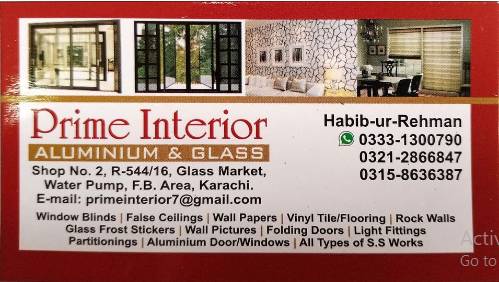 Prime Interior
ALUMINIUM & GLASS
Shop No. 2, R-544/16, Glass Market,
Water Pump, F.B. Area, Karachi.
E-mail: primeinterior7@gmail.com
Habib-ur-Rehman
0333-1300790
0321-2866847
0315-8636387
Window Blinds | False Ceilings | Wall Papers | Vinyl Tile/Flooring | Rock Walls
Glass Frost Stickers | Wall Pictures | Folding Doors | Light Fittings
Partitionings | Aluminium Door/Windows | All Types of S.S Works
Activ
Go to